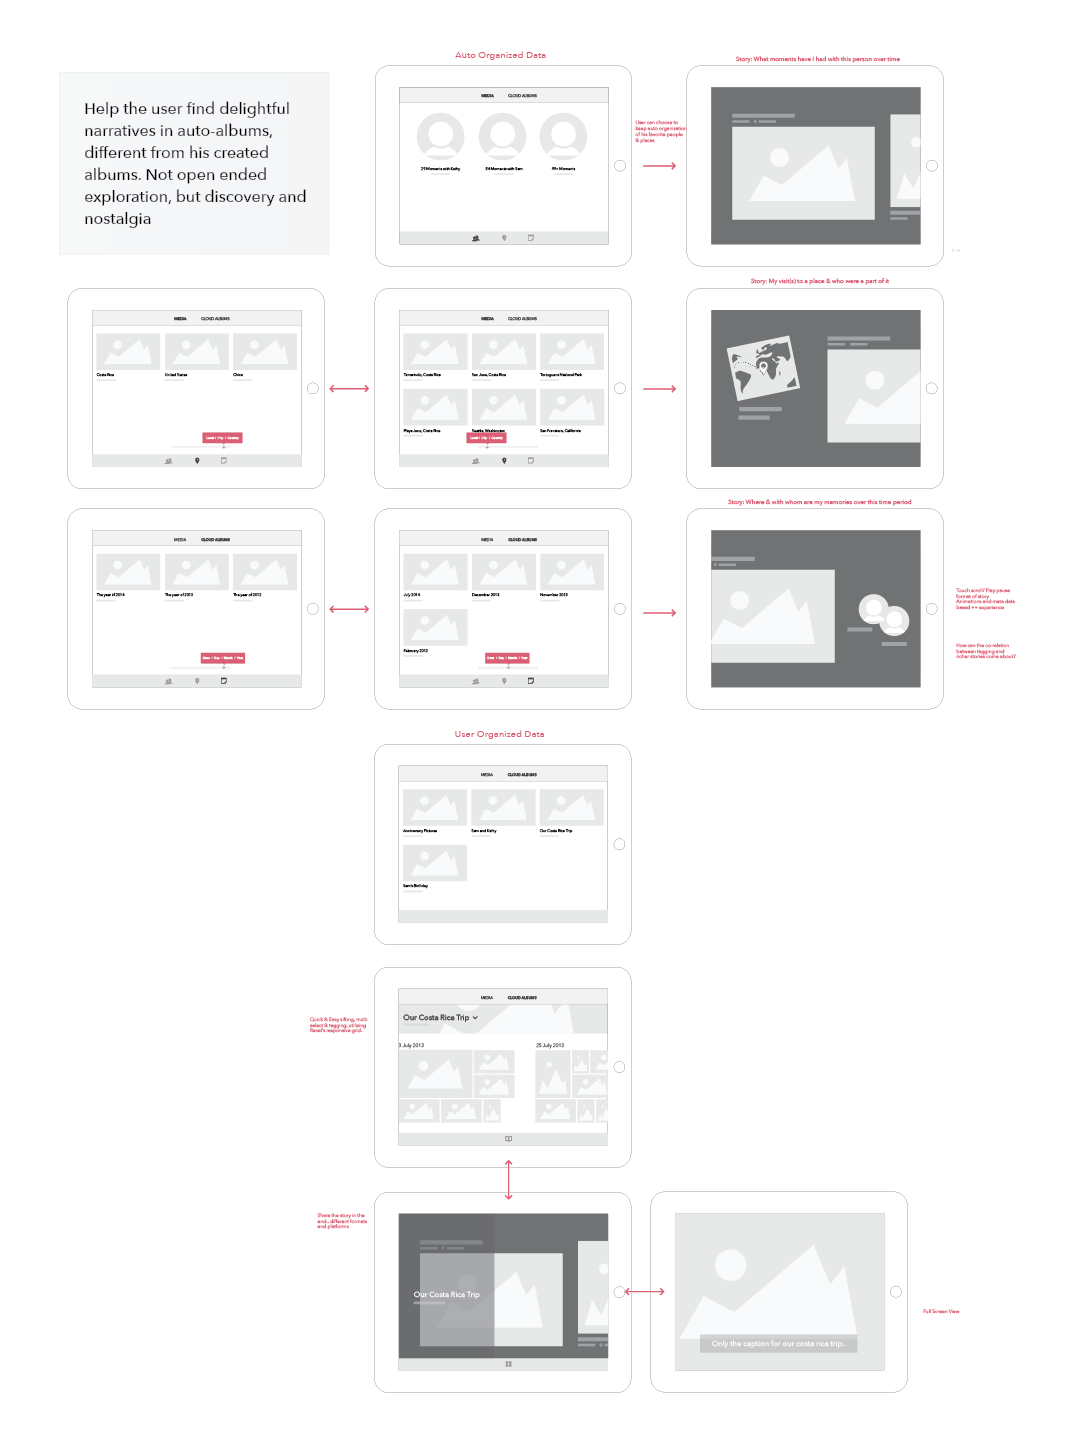 Auto Organized Data
Story: What moments have I had with this person over time
Help the user find delightful
narratives in auto-albums,
different from his created
albums. Not open ended
exploration, but discovery and
nostalgia
MEDIA CLOUD ALBUMS
29 Moments with Kathy 54 Moments with Sam 99+ Moments
User can choose to
keep auto organization
of his favorite people
& places
Story: My visit(s) to a place & who were a part of it
MEDIA CLOUD ALBUMS
Costa Rica United States China
Local / City / Country
MEDIA CLOUD ALBUMS
Tamarindo, Costa Rica San Jose, Costa Rica Tortuguero National Park
Playa Jaco, Costa Rica Seattle, Washington San Francisco, California
Local / City / Country
Story: Where & with whom are my memories over this time period
MEDIA CLOUD ALBUMS
The year of 2014 The year of 2013 The year of 2012
/ Day / Month / Year
MEDIA CLOUD ALBUMS
July 2014 December 2013 November 2013
February 2012
/ Day / Month / Year
Touch scroll/ Play-pause
format of story
Animations and meta data
based ++ experience
How can the correlation
between tagging and
richer stories come about?
User Organized Data
MEDIA CLOUD ALBUMS
Anniversary Pictures Sam and Kathy Our Costa Rica Trip
Sam's Birthday
Quick & Easy sifting, multi
select & tagging, utilizing
Revel's responsive grid.
MEDIA CLOUD ALBUMS
Our Costa Rica Trip
3 July 2013 25 July 2013
Share the story in the
end.. different formats
and platforms
Our Costa Rica Trip
Only the caption for our costa rica trip..
Full Screen View